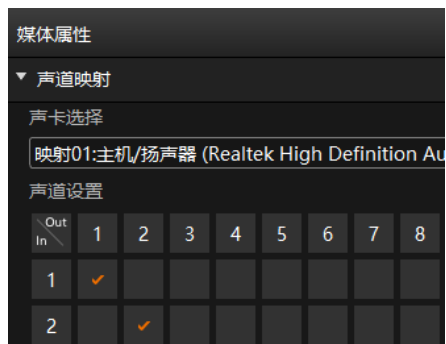 媒体属性
声道映射
声卡选择
映射01:主机/扬声器 (Realtek High Definition Au
声道设置
Out
In 1 2 3 4 5 6 7 8
1
2